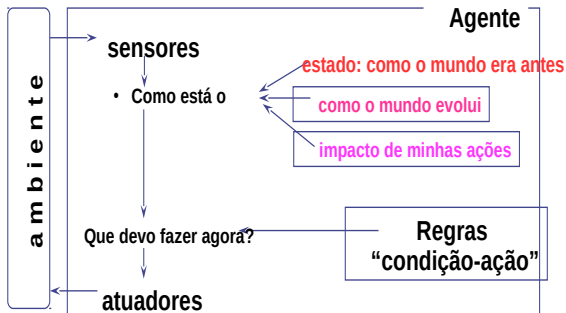 Agente
ambiente
sensores
estado: como o mundo era antes
• Como está o
como o mundo evolui
impacto de minhas ações
Que devo fazer agora?
Regras
“condição-ação”
atuadores